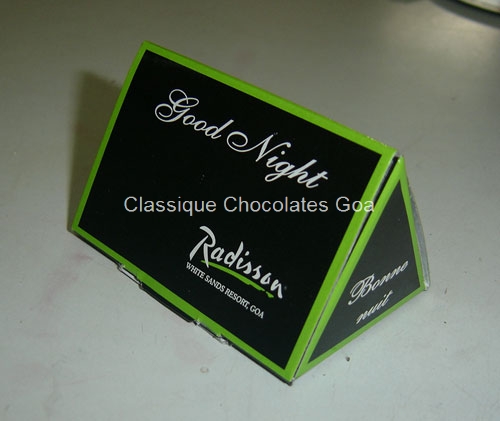 Good Night
Classique Chocolates Goa
Radisson
WHITE SANDS RESORT, GOA
Bonne
nuit